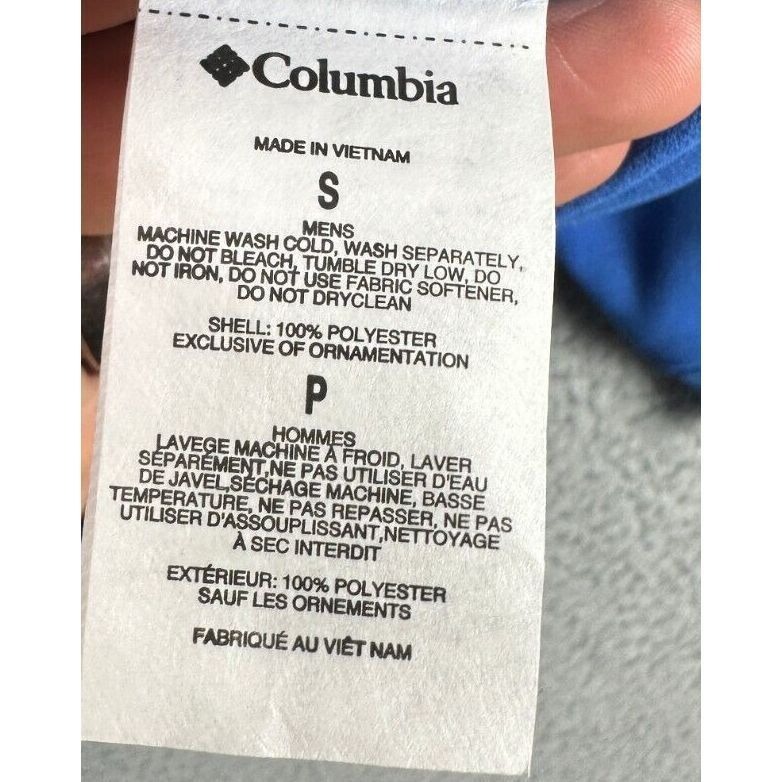 Columbia
MADE IN VIETNAM
S
MENS
MACHINE WASH COLD, WASH SEPARATELY,
DO NOT BLEACH, TUMBLE DRY LOW, DO
NOT IRON, DO NOT USE FABRIC SOFTENER,
DO NOT DRYCLEAN
SHELL: 100% POLYESTER
EXCLUSIVE OF ORNAMENTATION
P
HOMMES
LAVEGE MACHINE À FROID, LAVER
SÉPARÉMENT,NE PAS UTILISER D'EAU
DE JAVEL,SÉCHAGE MACHINE, BASSE
TEMPERATURE, NE PAS REPASSER, NE PAS
UTILISER D'ASSOUPLISSANT,NETTOYAGE
À SEC INTERDIT
EXTÉRIEUR: 100% POLYESTER
SAUF LES ORNEMENTS
FABRIQUÉ AU VIÊT NAM